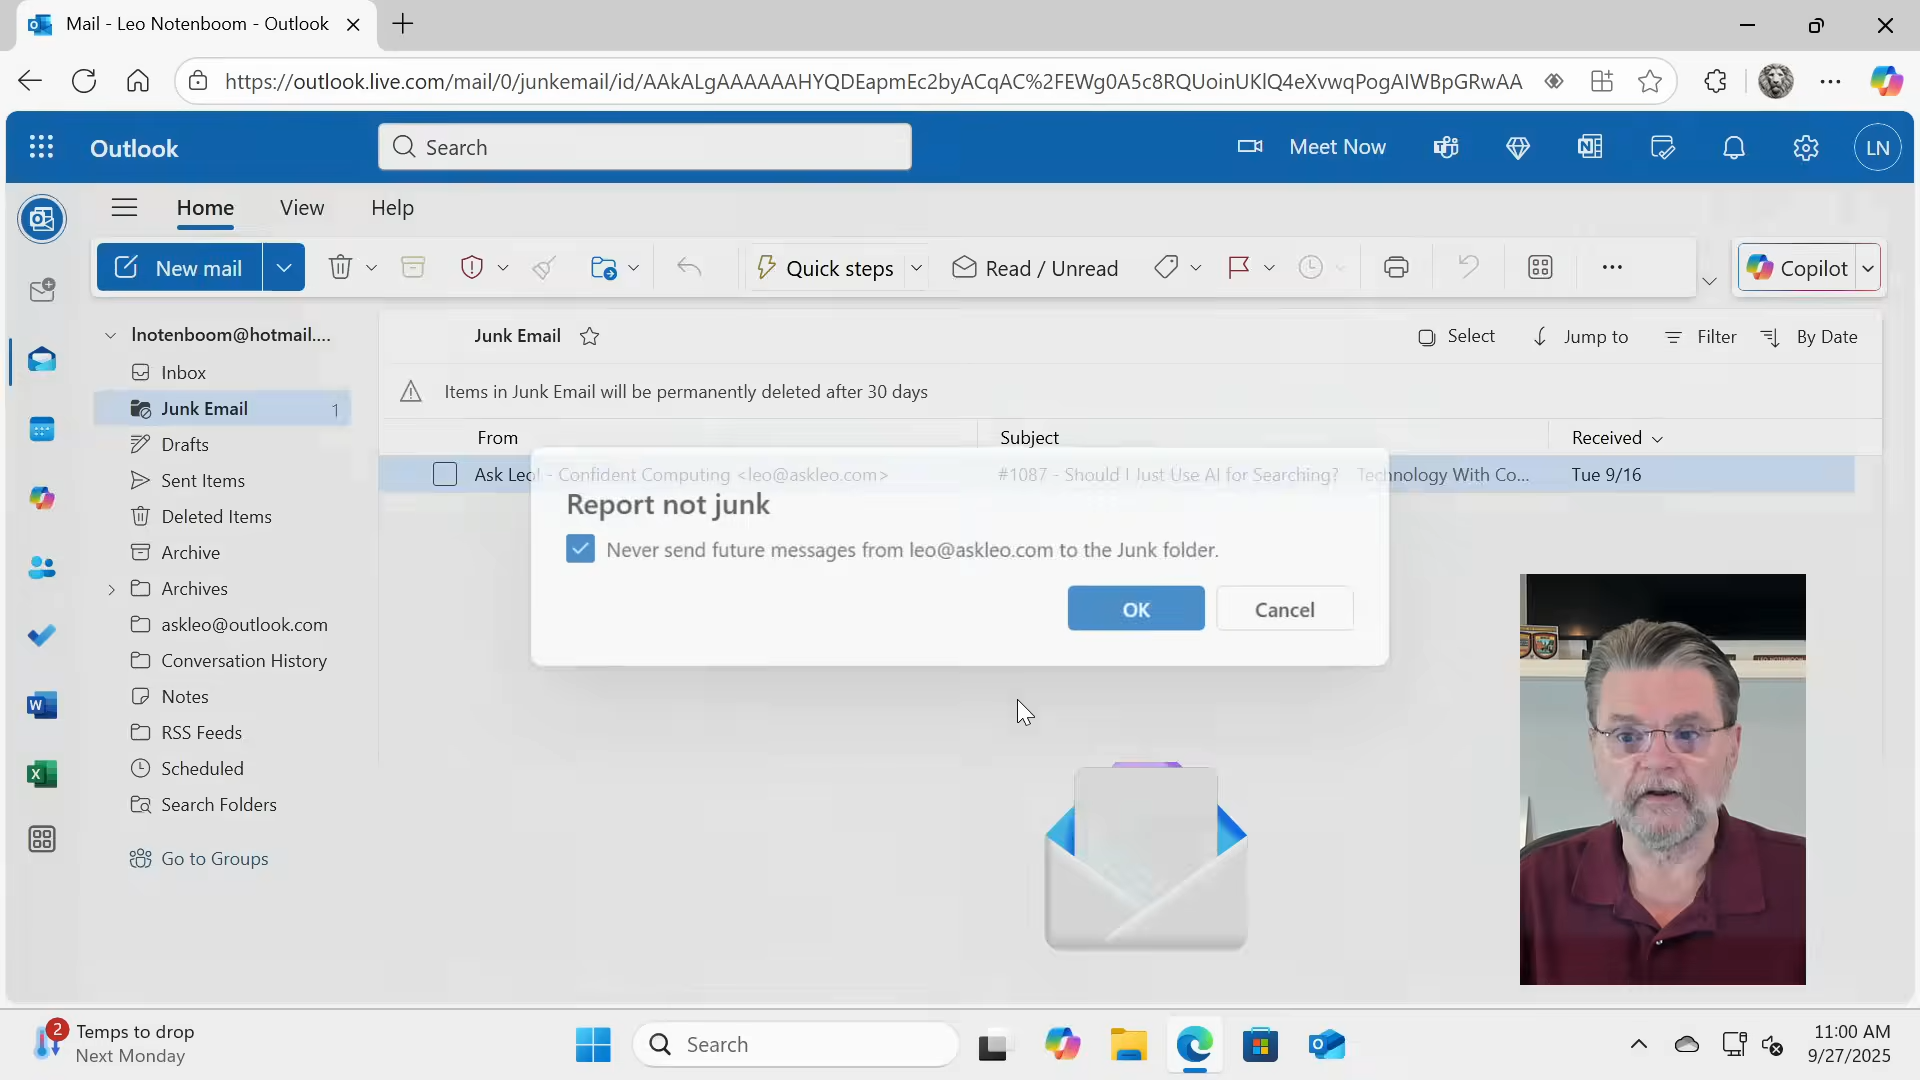 Mail - Leo Notenboom - Outlook
https://outlook.live.com/mail/0/junkemail/id/AAkALgAAAAAAHYQDEapmEc2byACqAC%2FEWg0A5c8RQUoinUKlQ4eXvwqPogAIWBpGRwAA
Outlook
Search
Meet Now
LN
Home
View
Help
New mail
Quick steps
Read / Unread
Copilot
lnotenboom@hotmail....
Inbox
Junk Email 1
Drafts
Sent Items
Deleted Items
Archive
Archives
askleo@outlook.com
Conversation History
Notes
RSS Feeds
Scheduled
Search Folders
Go to Groups
Junk Email
Select
Jump to
Filter
By Date
Items in Junk Email will be permanently deleted after 30 days
From
Subject
Received
Ask Leo! - Confident Computing <leo@askleo.com>
#1087 - Should I Just Use AI for Searching? Technology With Co...
Tue 9/16
Report not junk
Never send future messages from leo@askleo.com to the Junk folder.
OK
Cancel
2
Temps to drop
Next Monday
Search
11:00 AM
9/27/2025